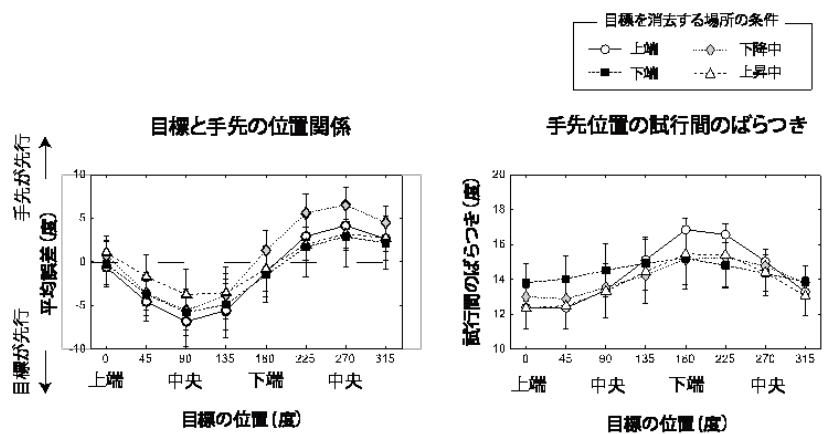 目標を消去する場所の条件
上端
下降中
下端
上昇中
目標と手先の位置関係
手先が先行
目標が先行
平均誤差(度)
10
5
0
-5
-10
0 45 90 135 180 225 270 315
上端 中央 下端 中央
目標の位置(度)
手先位置の試行間のばらつき
試行間のばらつき(度)
20
18
16
14
12
10
0 45 90 135 160 225 270 315
上端 中央 下端 中央
目標の位置(度)